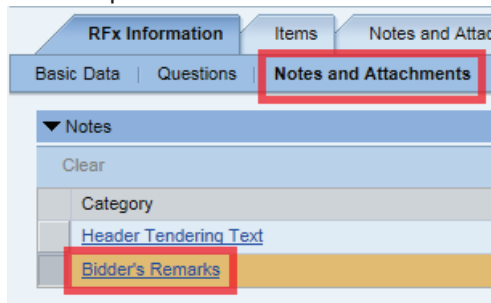 RFx Information Items Notes and Attac
Basic Data | Questions | Notes and Attachments
Notes
Clear
Category
Header Tendering Text
Bidder's Remarks